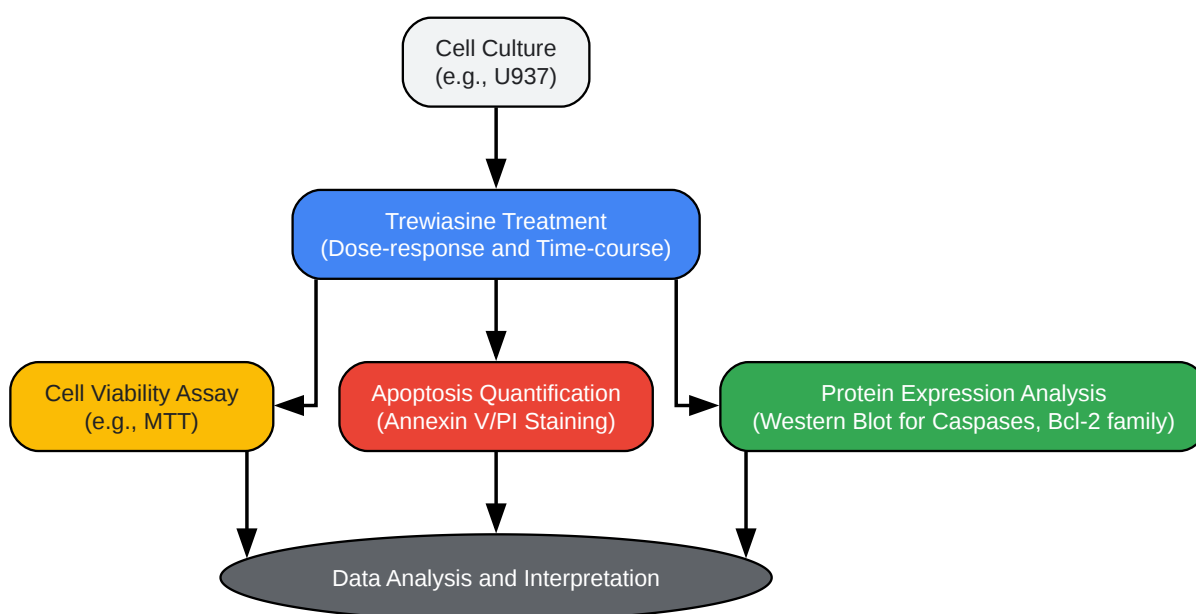 Cell Culture
(e.g., U937)
Trewiasine Treatment
(Dose-response and Time-course)
Cell Viability Assay
(e.g., MTT)
Apoptosis Quantification
(Annexin V/PI Staining)
Protein Expression Analysis
(Western Blot for Caspases, Bcl-2 family)
Data Analysis and Interpretation